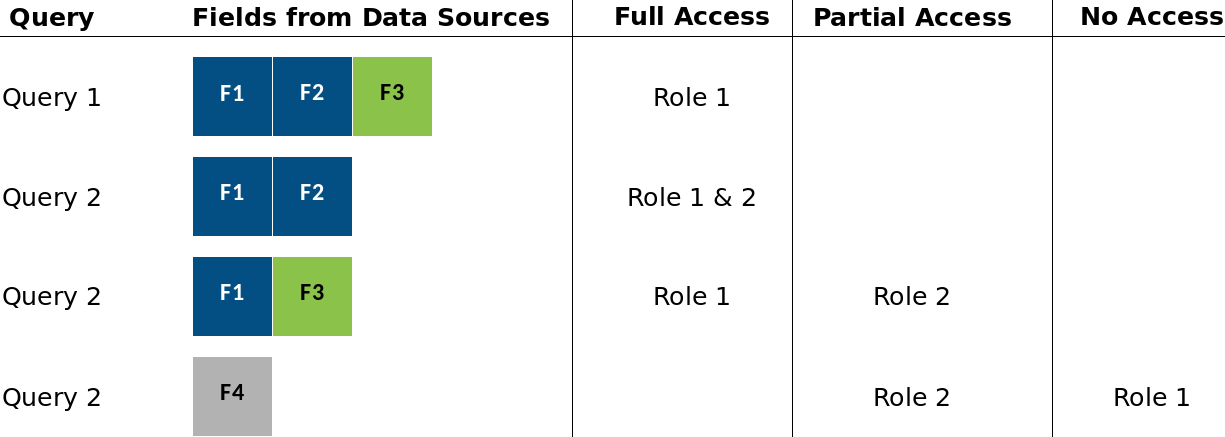 Query Fields from Data Sources Full Access Partial Access No Access
Query 1 F1 F2 F3 Role 1
Query 2 F1 F2 Role 1 & 2
Query 2 F1 F3 Role 1 Role 2
Query 2 F4 Role 2 Role 1